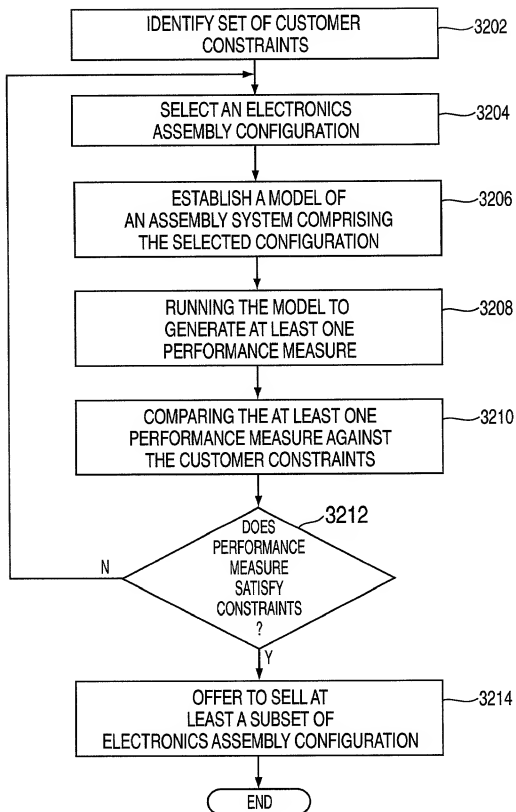 IDENTIFY SET OF CUSTOMER
CONSTRAINTS
3202
SELECT AN ELECTRONICS
ASSEMBLY CONFIGURATION
3204
ESTABLISH A MODEL OF
AN ASSEMBLY SYSTEM COMPRISING
THE SELECTED CONFIGURATION
3206
RUNNING THE MODEL TO
GENERATE AT LEAST ONE
PERFORMANCE MEASURE
3208
COMPARING THE AT LEAST ONE
PERFORMANCE MEASURE AGAINST
THE CUSTOMER CONSTRAINTS
3210
3212
DOES
PERFORMANCE
MEASURE
SATISFY
CONSTRAINTS
?
N
Y
OFFER TO SELL AT
LEAST A SUBSET OF
ELECTRONICS ASSEMBLY CONFIGURATION
3214
END